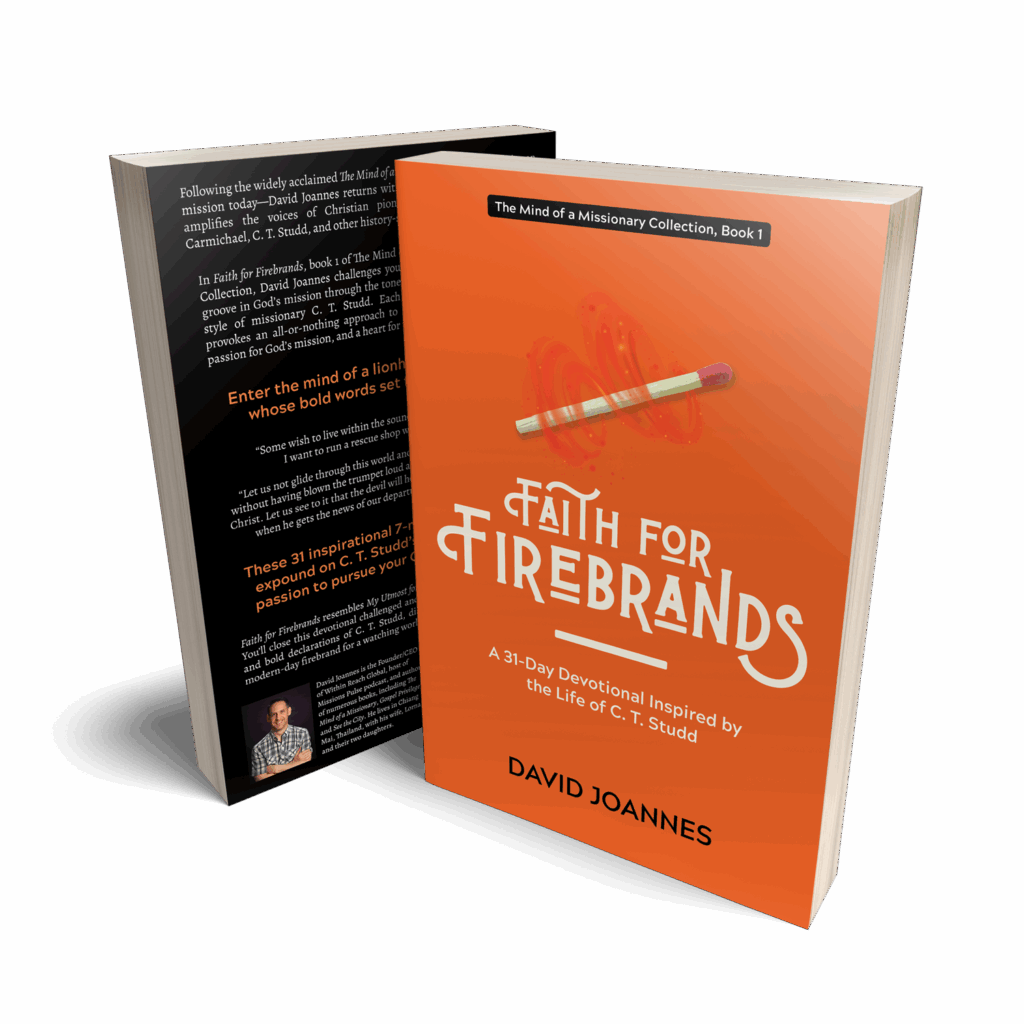 Following the widely acclaimed The Mind of a
mission today—David Joannes returns wit
amplifies the voices of Christian pion
Carmichael, C. T. Studd, and other history-
In Faith for Firebrands, book 1 of The Mind
Collection, David Joannes challenges you
groove in God's mission through the tone
style of missionary C. T. Studd. Each
provokes an all-or-nothing approach to
passion for God's mission, and a heart for
Enter the mind of a lionh
whose bold words set
"Some wish to live within the soun
I want to run a rescue shop w
"Let us not glide through this world and
without having blown the trumpet loud a
Christ. Let us see to it that the devil will
when he gets the news of our depart
These 31 inspirational 7-
expound on C. T. Studd's
passion to pursue your
Faith for Firebrands resembles My Utmost fo
You'll close this devotional challenged and
and bold declarations of C. T. Studd, di
modern-day firebrand for a watching worl
David Joannes is the Founder/CEO
of Within Reach Global, host of
Missions Pulse podcast, and autho
of numerous books, including The
Mind of a Missionary, Gospel Privilege
and See the City. He lives in Chiang
Mai, Thailand, with his wife, Lorna
and their two daughters.
The Mind of a Missionary Collection, Book 1
FAITH FOR
FIREBRANDS
A 31-Day Devotional Inspired by
the Life of C. T. Studd
DAVID JOANNES